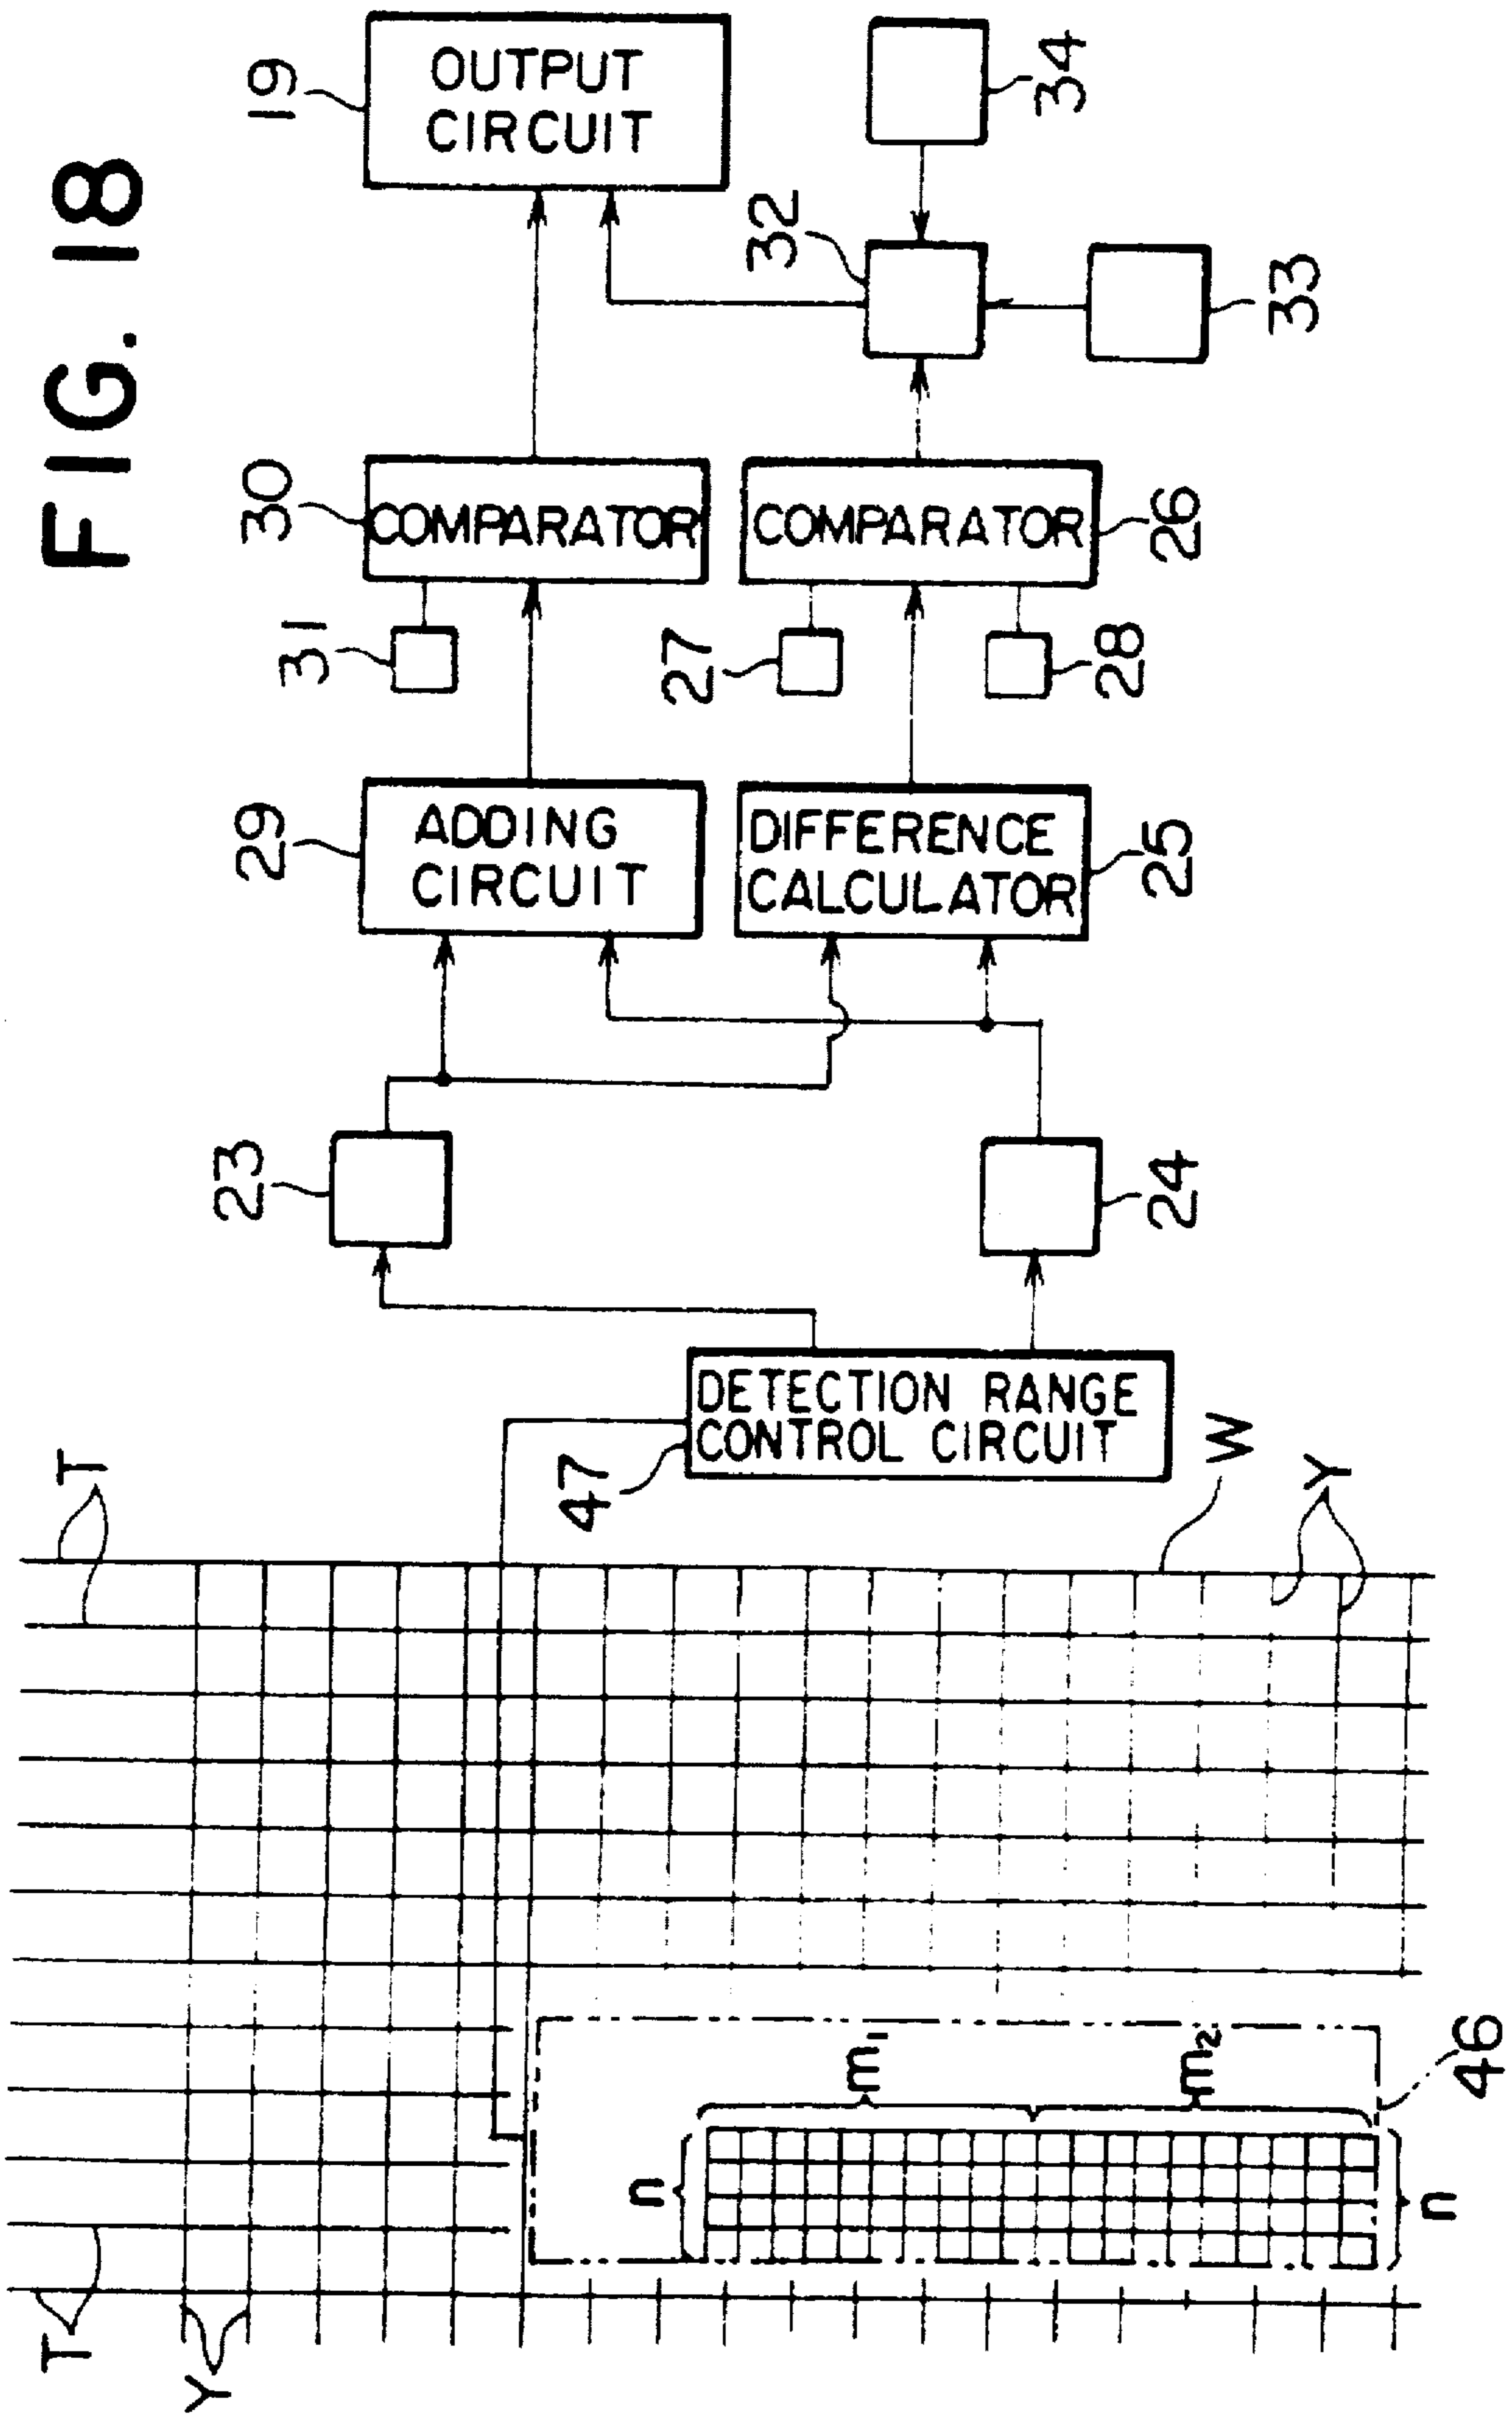 FIG. 18
19
OUTPUT
CIRCUIT
34
32
33
30
COMPARATOR
COMPARATOR
26
31
27
28
29
ADDING
CIRCUIT
DIFFERENCE
CALCULATOR
25
23
24
DETECTION RANGE
CONTROL CIRCUIT
47
W
T
Y
m1
m2
46
n
n
T
Y